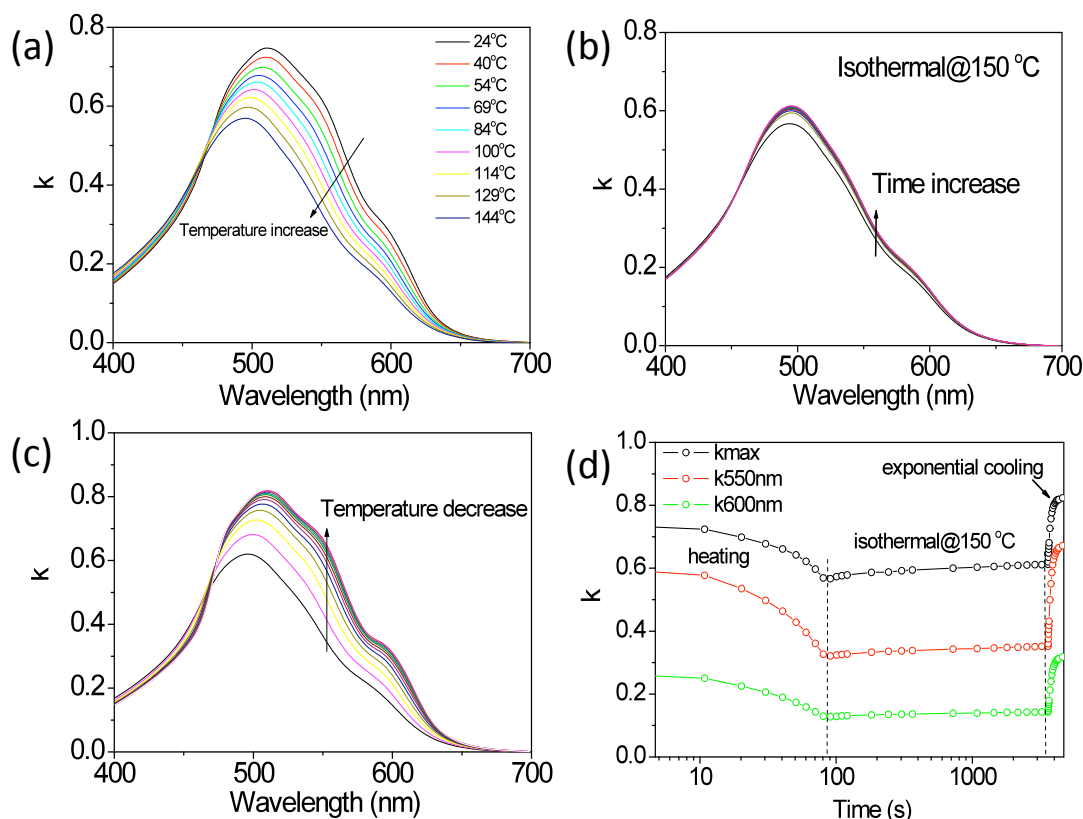 (a)
0.8
0.6
0.4
0.2
0.0
k
24°C
40°C
54°C
69°C
84°C
100°C
114°C
129°C
144°C
Temperature increase
400
500
600
700
Wavelength (nm)
(b)
0.8
0.6
0.4
0.2
0.0
k
Isothermal@150 °C
Time increase
400
500
600
700
Wavelength (nm)
(c)
1.0
0.8
0.6
0.4
0.2
0.0
k
Temperature decrease
400
500
600
700
Wavelength (nm)
(d)
1.0
0.8
0.6
0.4
0.2
0.0
k
kmax
k550nm
k600nm
exponential cooling
heating
isothermal@150 °C
10
100
1000
Time (s)